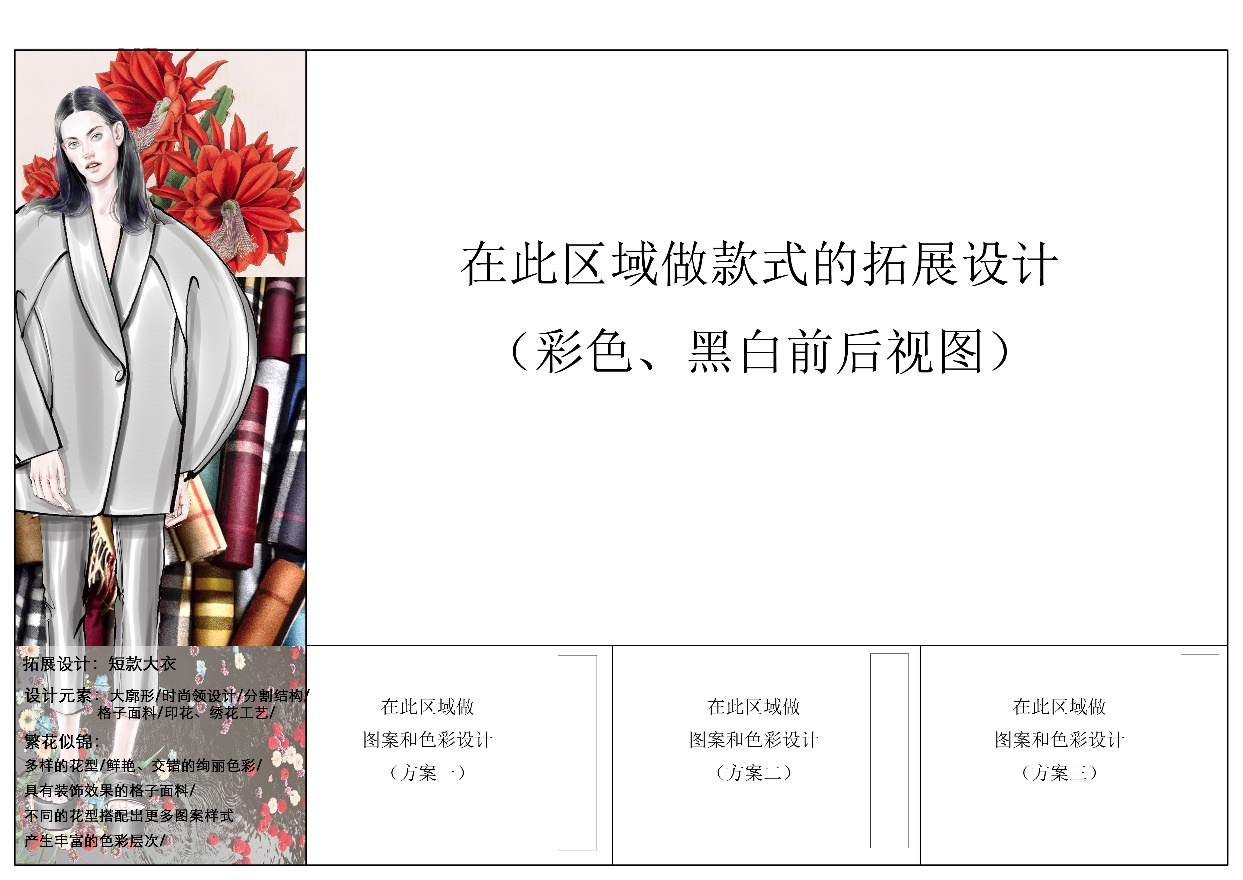 在此区域做款式的拓展设计
（彩色、黑白前后视图）
拓展设计：短款大衣
设计元素：大廓形/时尚领设计/分割结构/
格子面料/印花、绣花工艺/
繁花似锦：
多样的花型/鲜艳、交错的绚丽色彩/
具有装饰效果的格子面料/
不同的花型搭配出更多图案样式
产生丰富的色彩层次/
在此区域做
图案和色彩设计
（方案一）
在此区域做
图案和色彩设计
（方案二）
在此区域做
图案和色彩设计
（方案三）